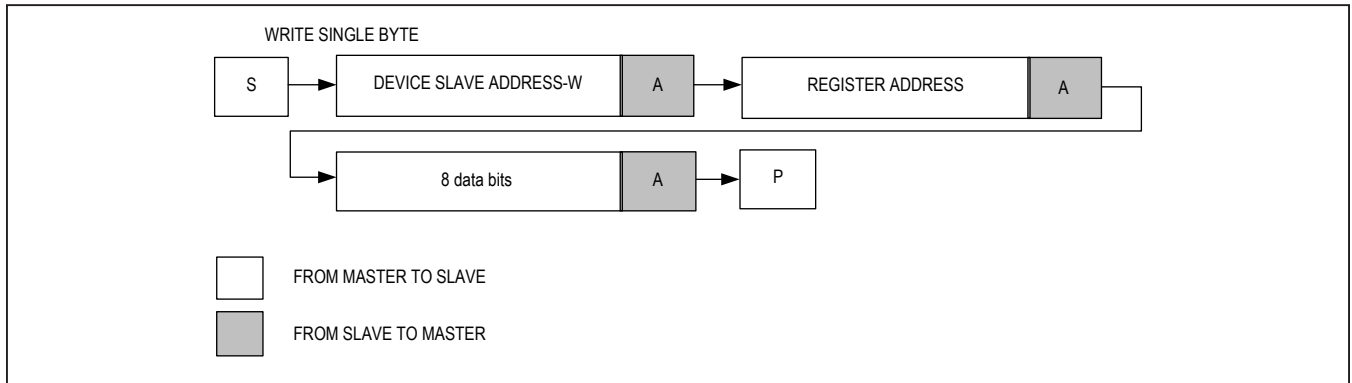 WRITE SINGLE BYTE
S DEVICE SLAVE ADDRESS-W A REGISTER ADDRESS A
8 data bits A P
FROM MASTER TO SLAVE
FROM SLAVE TO MASTER